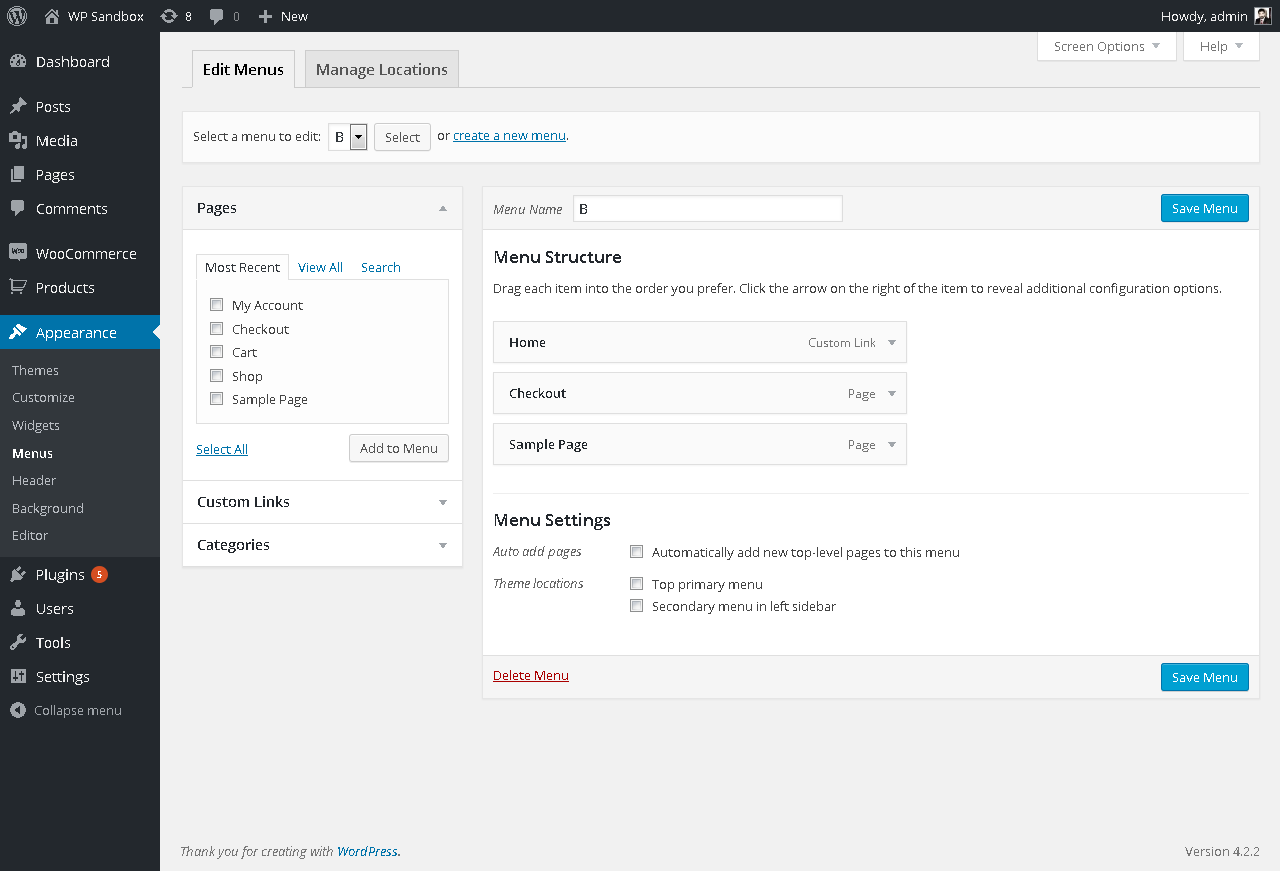 WP Sandbox 8 0 New Howdy, admin
Dashboard
Posts
Media
Pages
Comments
WooCommerce
Products
Appearance
Themes
Customize
Widgets
Menus
Header
Background
Editor
Plugins 5
Users
Tools
Settings
Collapse menu
Screen Options Help
Edit Menus Manage Locations
Select a menu to edit: B Select or create a new menu.
Pages
Most Recent View All Search
My Account
Checkout
Cart
Shop
Sample Page
Select All Add to Menu
Custom Links
Categories
Menu Name B Save Menu
Menu Structure
Drag each item into the order you prefer. Click the arrow on the right of the item to reveal additional configuration options.
Home Custom Link
Checkout Page
Sample Page Page
Menu Settings
Auto add pages Automatically add new top-level pages to this menu
Theme locations Top primary menu
Secondary menu in left sidebar
Delete Menu Save Menu
Thank you for creating with WordPress. Version 4.2.2